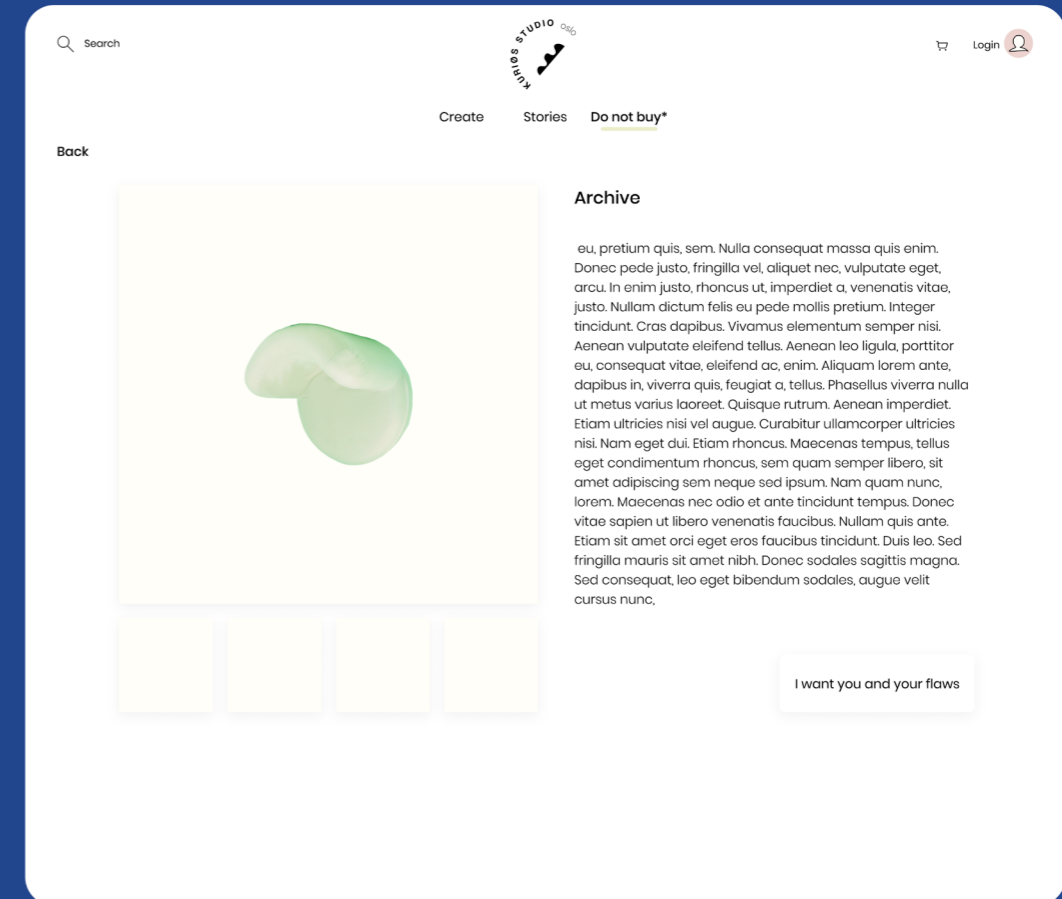 Search
KURIØS STUDIO oslo
Login
Create Stories Do not buy*
Back
Archive
eu, pretium quis, sem. Nulla consequat massa quis enim.
Donec pede justo, fringilla vel, aliquet nec, vulputate eget,
arcu. In enim justo, rhoncus ut, imperdiet a, venenatis vitae,
justo. Nullam dictum felis eu pede mollis pretium. Integer
tincidunt. Cras dapibus. Vivamus elementum semper nisi.
Aenean vulputate eleifend tellus. Aenean leo ligula, porttitor
eu, consequat vitae, eleifend ac, enim. Aliquam lorem ante,
dapibus in, viverra quis, feugiat a, tellus. Phasellus viverra nulla
ut metus varius laoreet. Quisque rutrum. Aenean imperdiet.
Etiam ultricies nisi vel augue. Curabitur ullamcorper ultricies
nisi. Nam eget dui. Etiam rhoncus. Maecenas tempus, tellus
eget condimentum rhoncus, sem quam semper libero, sit
amet adipiscing sem neque sed ipsum. Nam quam nunc,
lorem. Maecenas nec odio et ante tincidunt tempus. Donec
vitae sapien ut libero venenatis faucibus. Nullam quis ante.
Etiam sit amet orci eget eros faucibus tincidunt. Duis leo. Sed
fringilla mauris sit amet nibh. Donec sodales sagittis magna.
Sed consequat, leo eget bibendum sodales, augue velit
cursus nunc,
I want you and your flaws